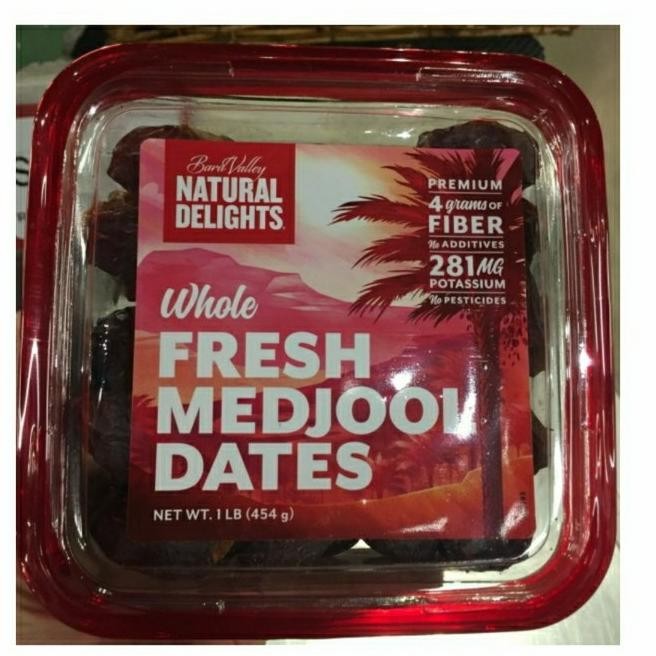 Bard Valley
NATURAL
DELIGHTS
Whole
FRESH
MEDJOOL
DATES
NET WT. 1 LB (454 g)
PREMIUM
4 grams OF
FIBER
No ADDITIVES
281MG
POTASSIUM
No PESTICIDES